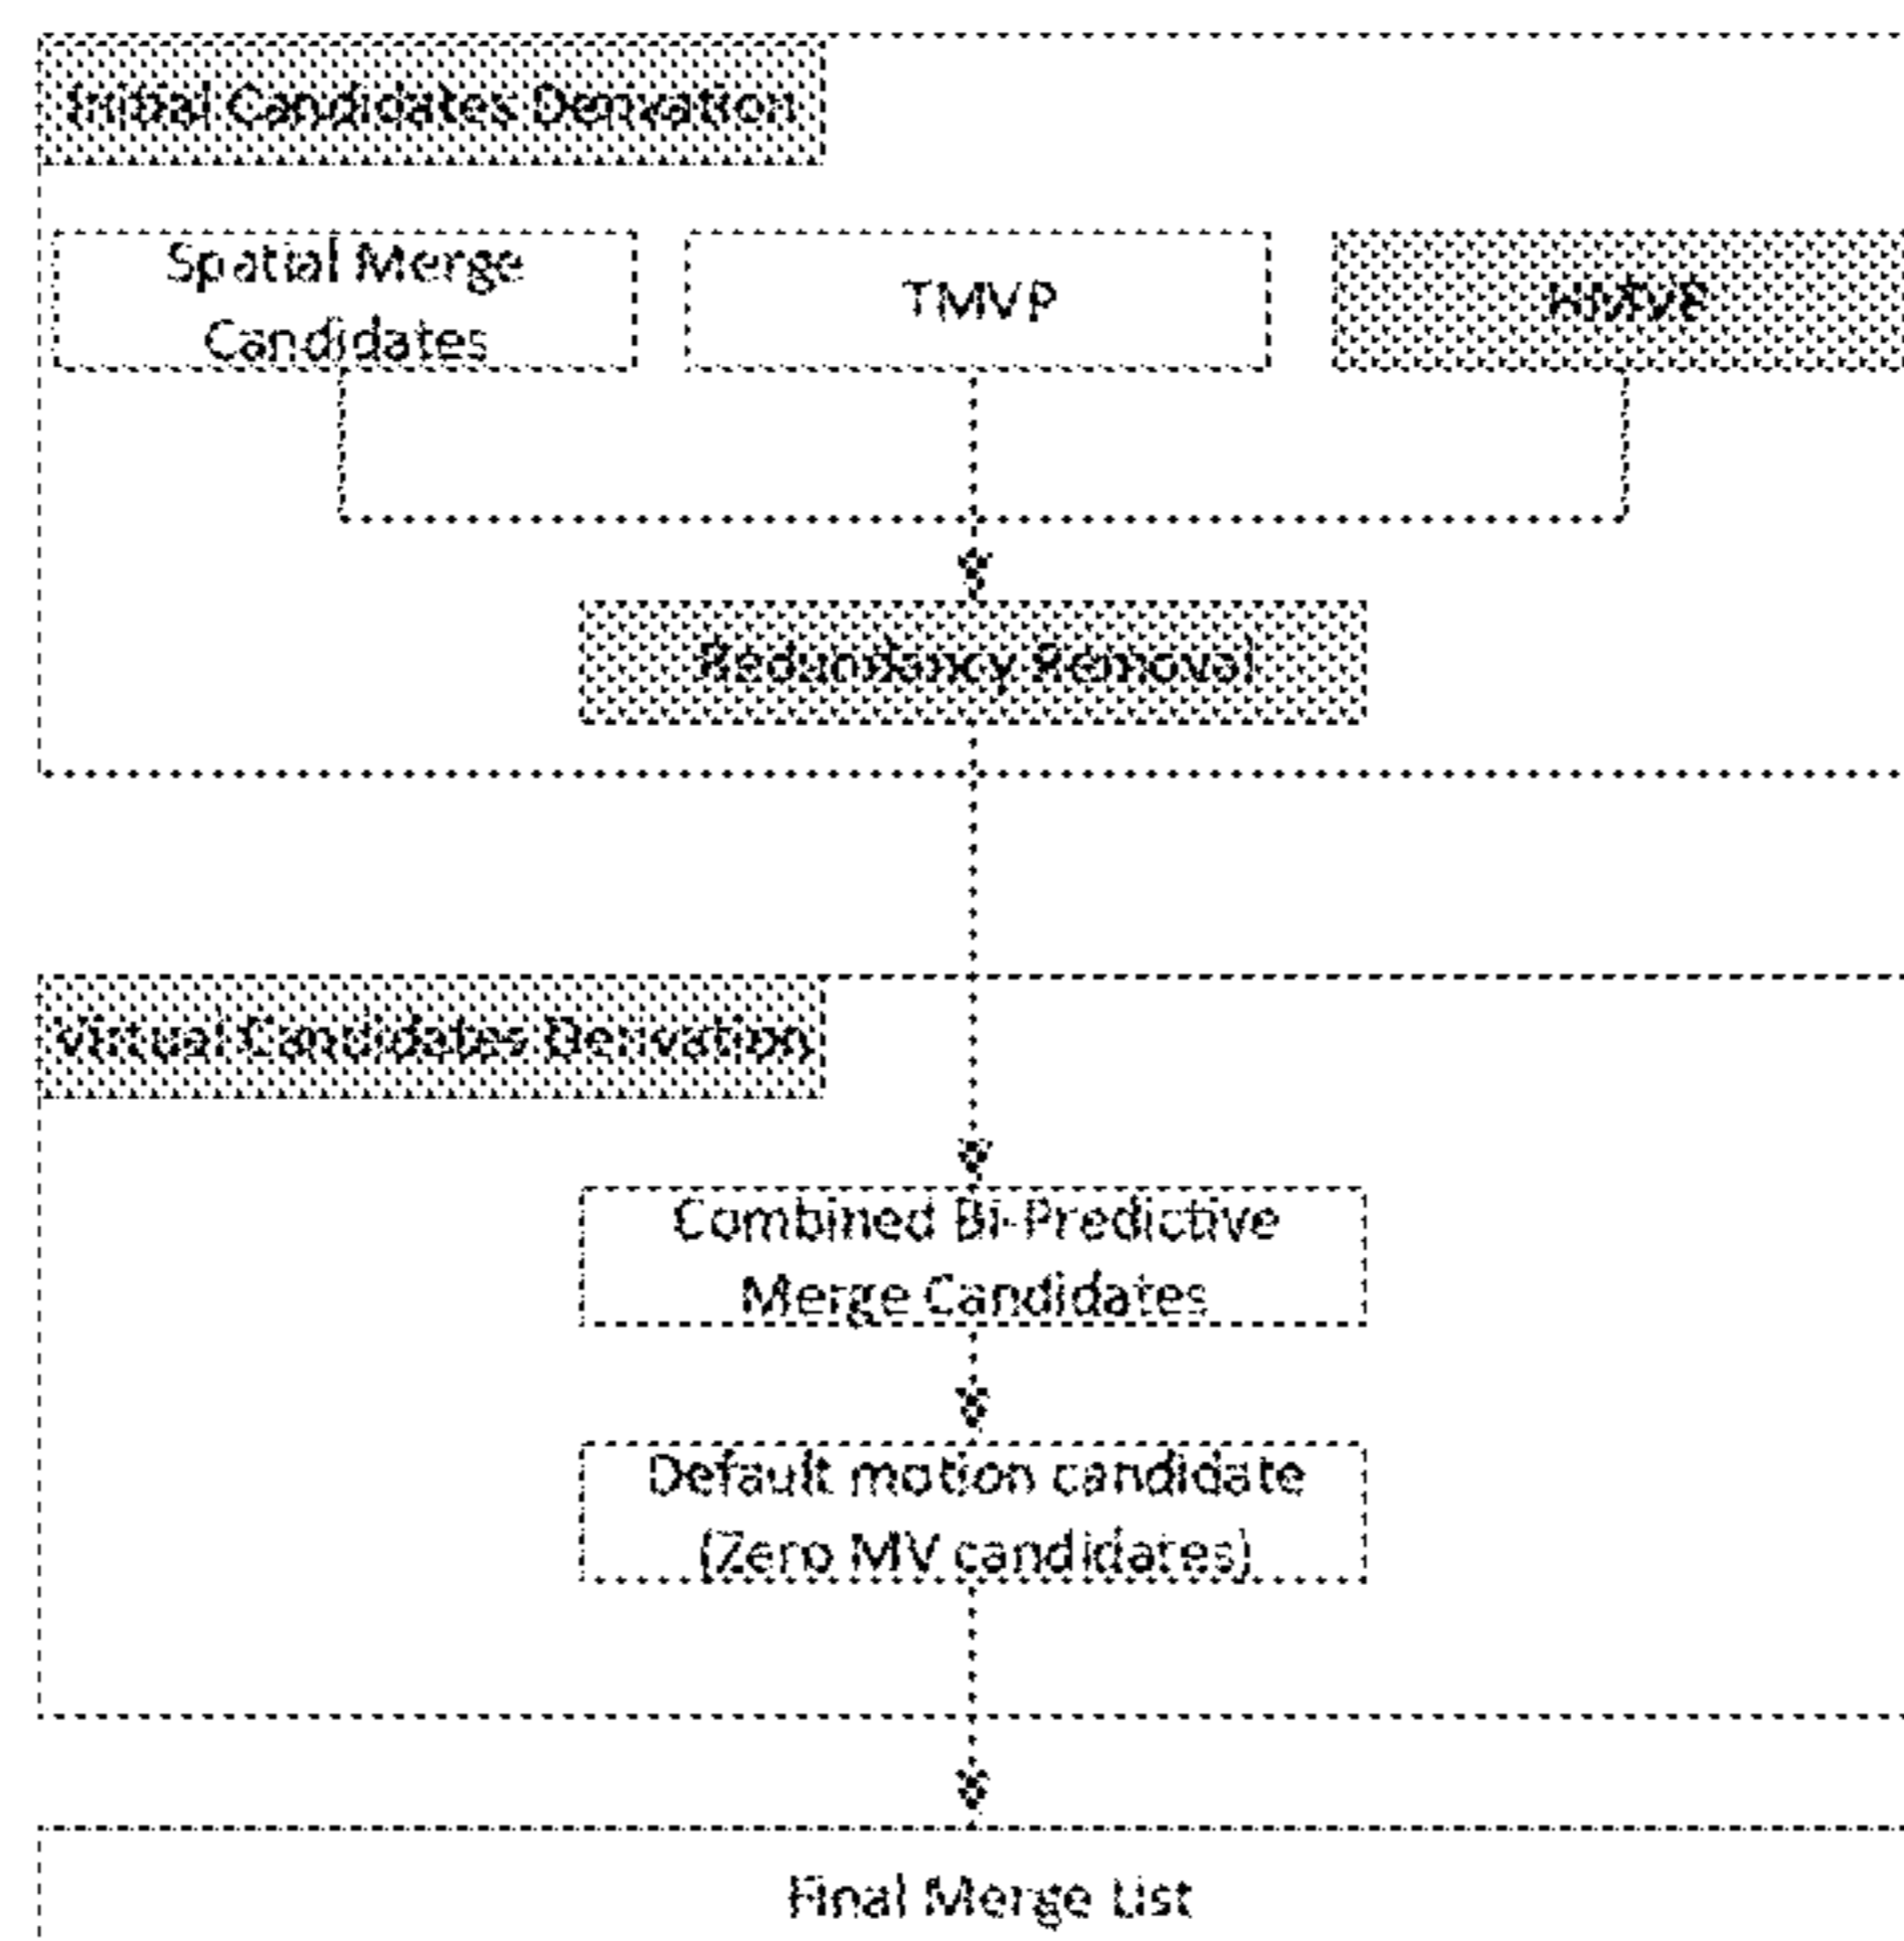 Initial Candidates Derivation
Spatial Merge
Candidates
TMVP
HMVP
Redundancy Removal
Virtual Candidates Derivation
Combined Bi-Predictive
Merge Candidates
Default motion candidate
(Zero MV candidates)
Final Merge List